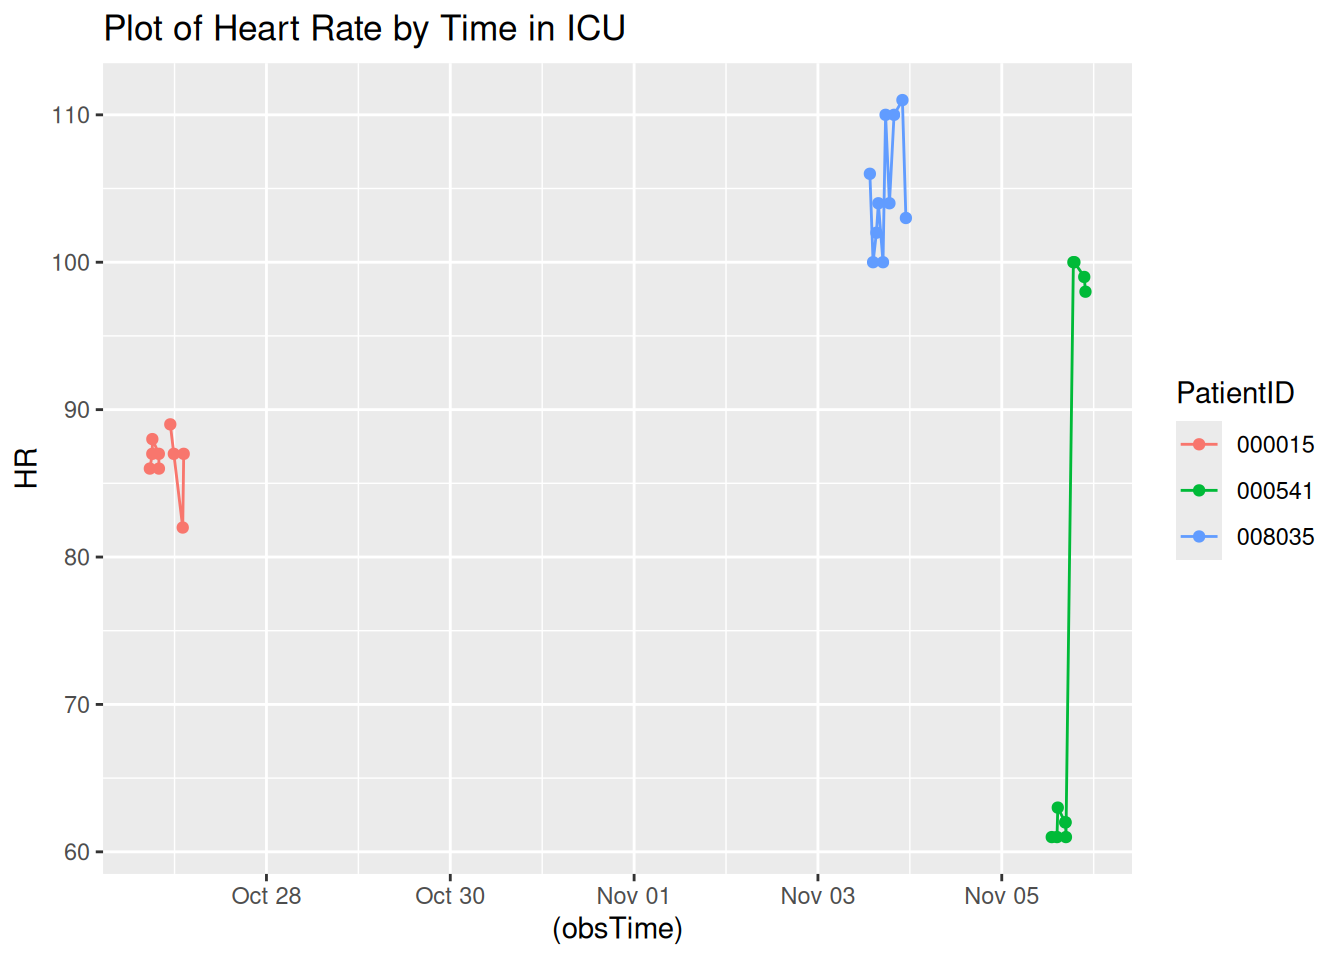 Plot of Heart Rate by Time in ICU
110
100
90
80
70
60
HR
Oct 28 Oct 30 Nov 01 Nov 03 Nov 05
(obsTime)
PatientID
000015
000541
008035